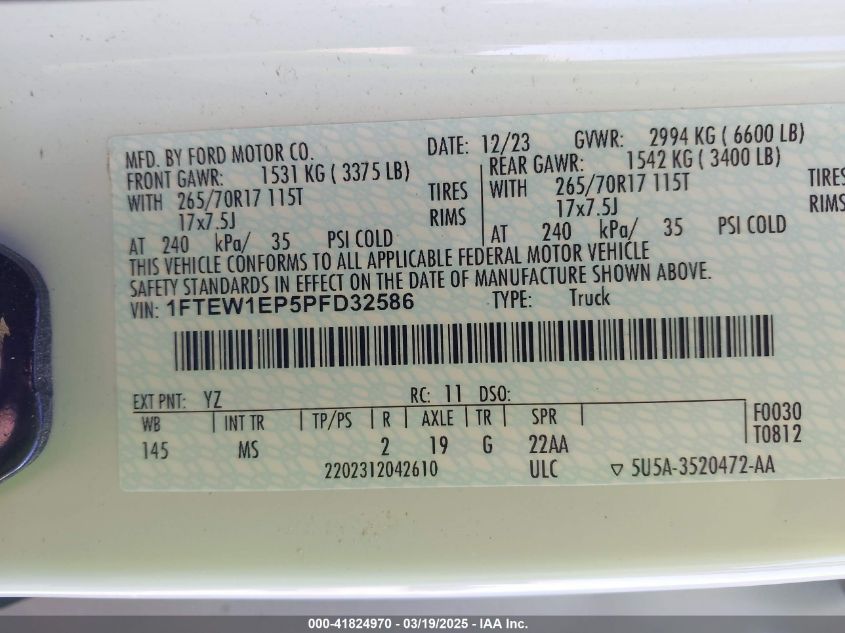 MFD. BY FORD MOTOR CO. DATE: 12/23 GVWR: 2994 KG ( 6600 LB)
FRONT GAWR: 1531 KG ( 3375 LB) REAR GAWR: 1542 KG ( 3400 LB)
WITH 265/70R17 115T TIRES WITH 265/70R17 115T TIRES
17x7.5J RIMS 17x7.5J RIMS
AT 240 kPa/ 35 PSI COLD AT 240 kPa/ 35 PSI COLD
THIS VEHICLE CONFORMS TO ALL APPLICABLE FEDERAL MOTOR VEHICLE
SAFETY STANDARDS IN EFFECT ON THE DATE OF MANUFACTURE SHOWN ABOVE.
VIN: 1FTEW1EP5PFD32586 TYPE: Truck
EXT PNT: YZ RC: 11 DSO:
WB INT TR TP/PS R AXLE TR SPR F0030
145 MS 2 19 G 22AA T0812
2202312042610 ULC ▽ 5U5A-3520472-AA
000-41824970 — 03/19/2025 — IAA Inc.